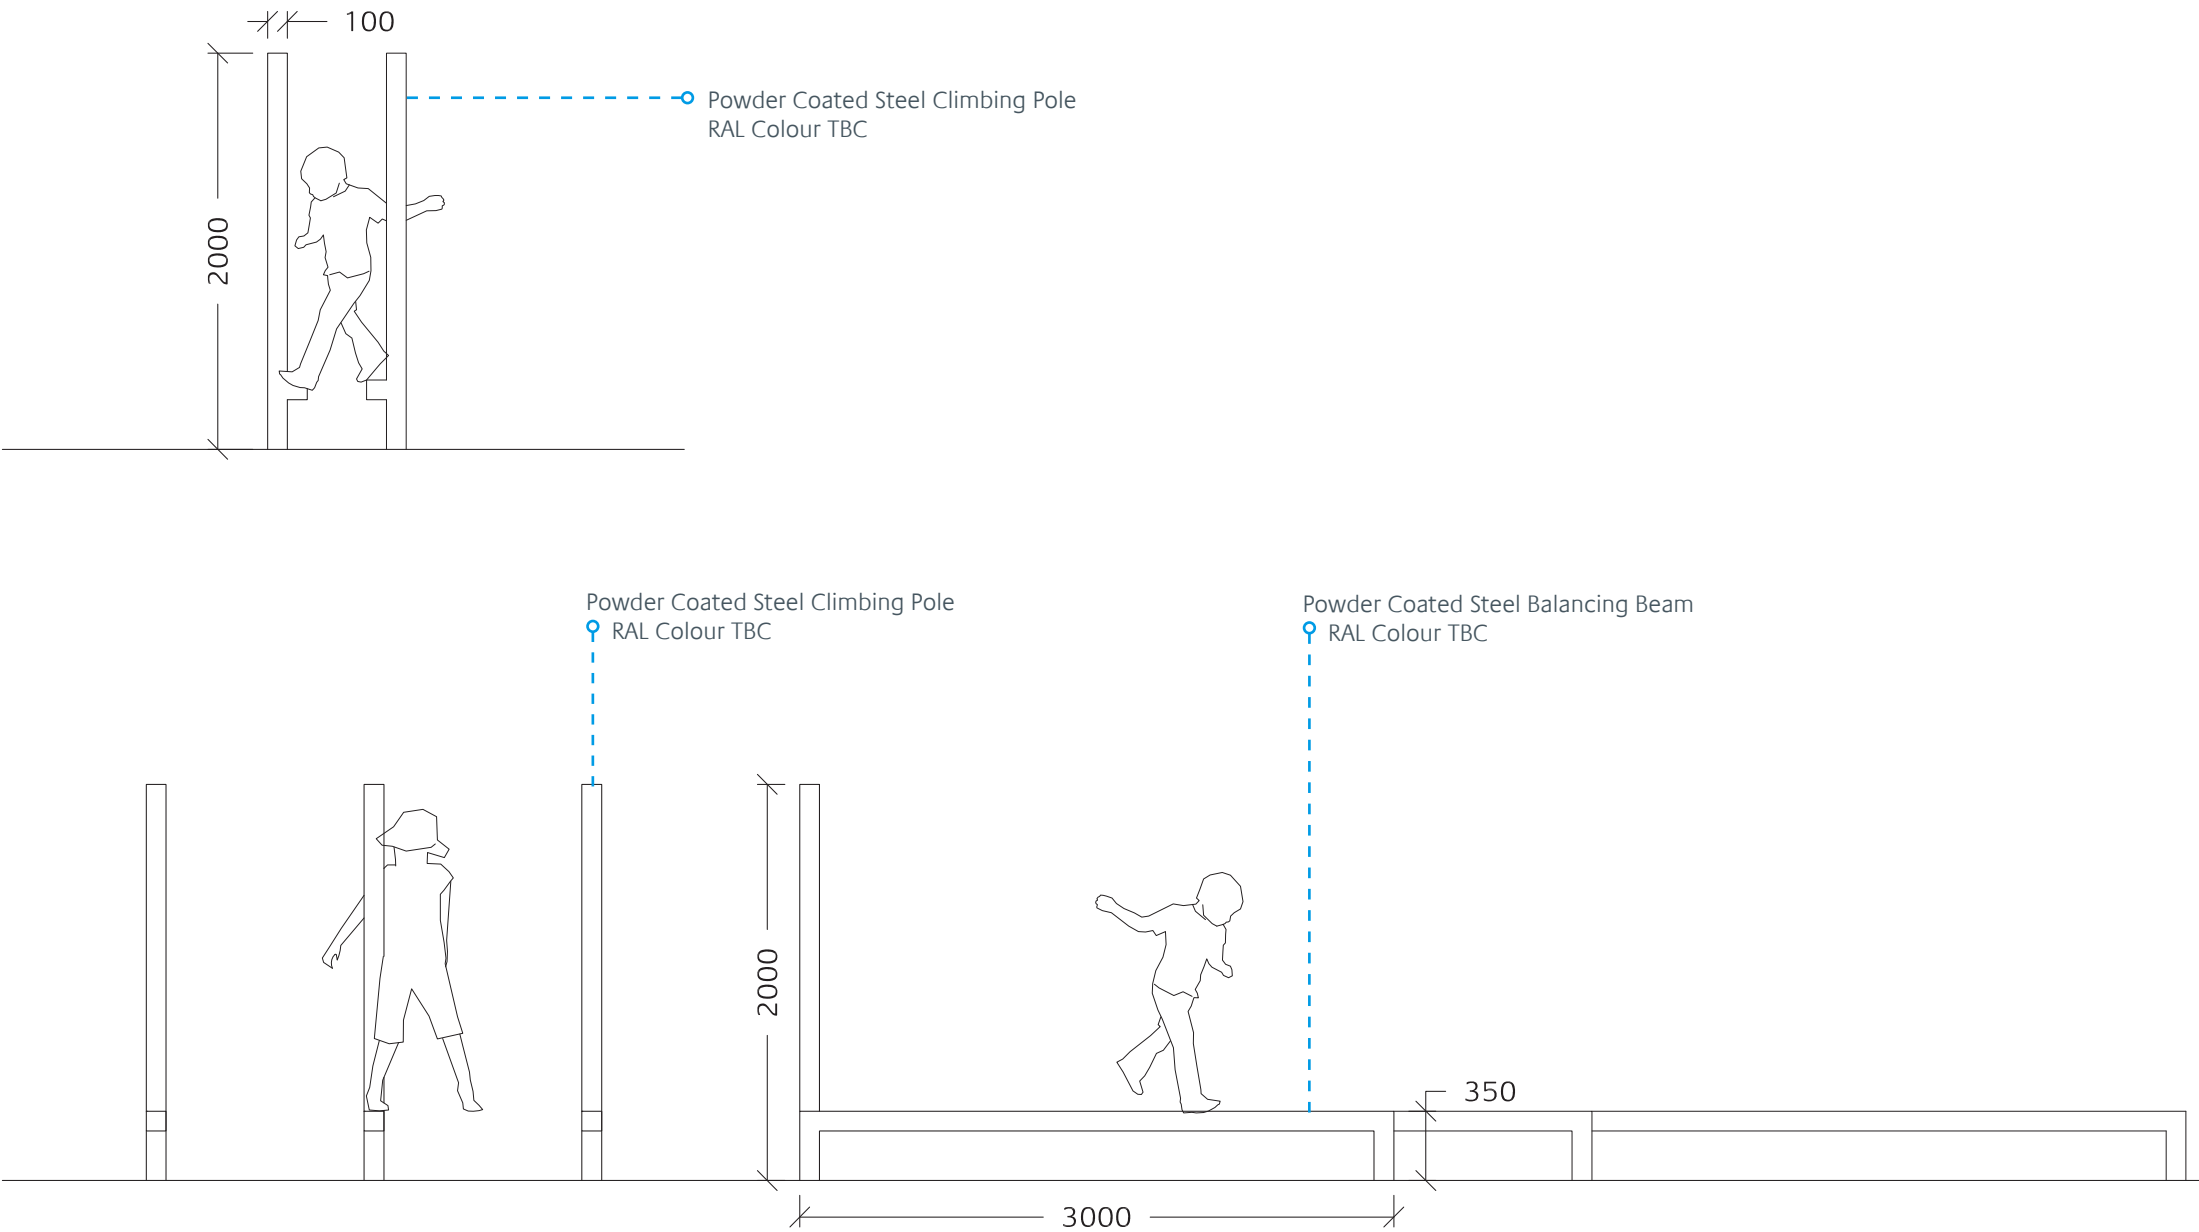 100
Powder Coated Steel Climbing Pole
RAL Colour TBC
2000
Powder Coated Steel Climbing Pole
RAL Colour TBC
Powder Coated Steel Balancing Beam
RAL Colour TBC
2000
350
3000